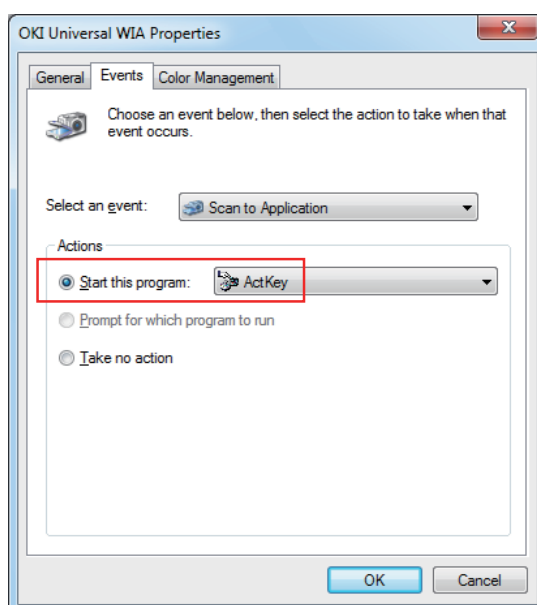 OKI Universal WIA Properties
General Events Color Management
Choose an event below, then select the action to take when that
event occurs.
Select an event: Scan to Application
Actions
Start this program: ActKey
Prompt for which program to run
Take no action
OK Cancel